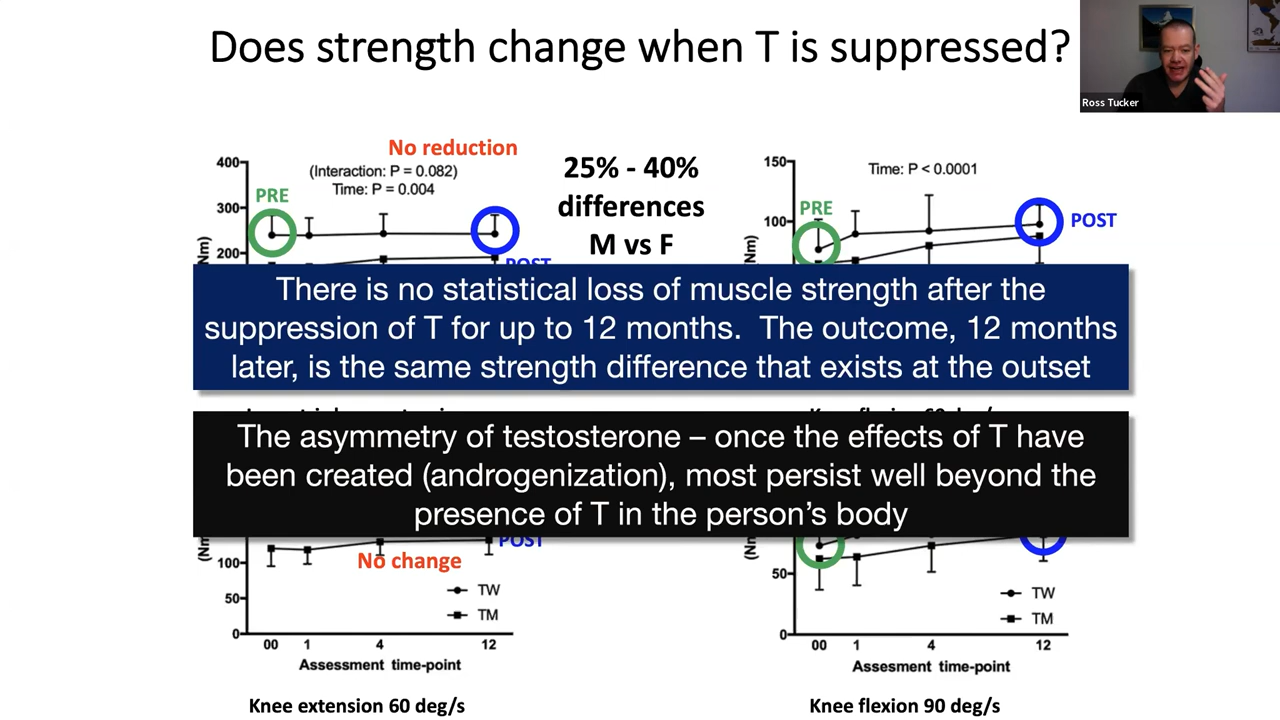 Does strength change when T is suppressed?
Ross Tucker
No reduction
(Interaction: P = 0.082)
Time: P = 0.004
PRE
400
300
200
(Nm)
POST
25% - 40%
differences
M vs F
Time: P < 0.0001
PRE
POST
150
100
(Nm)
There is no statistical loss of muscle strength after the
suppression of T for up to 12 months. The outcome, 12 months
later, is the same strength difference that exists at the outset
The asymmetry of testosterone – once the effects of T have
been created (androgenization), most persist well beyond the
presence of T in the person's body
POST
No change
100
50
0
TW
TM
00 1 4 12
Assessment time-point
Knee extension 60 deg/s
50
0
TW
TM
00 1 4 12
Assesment time-point
Knee flexion 90 deg/s